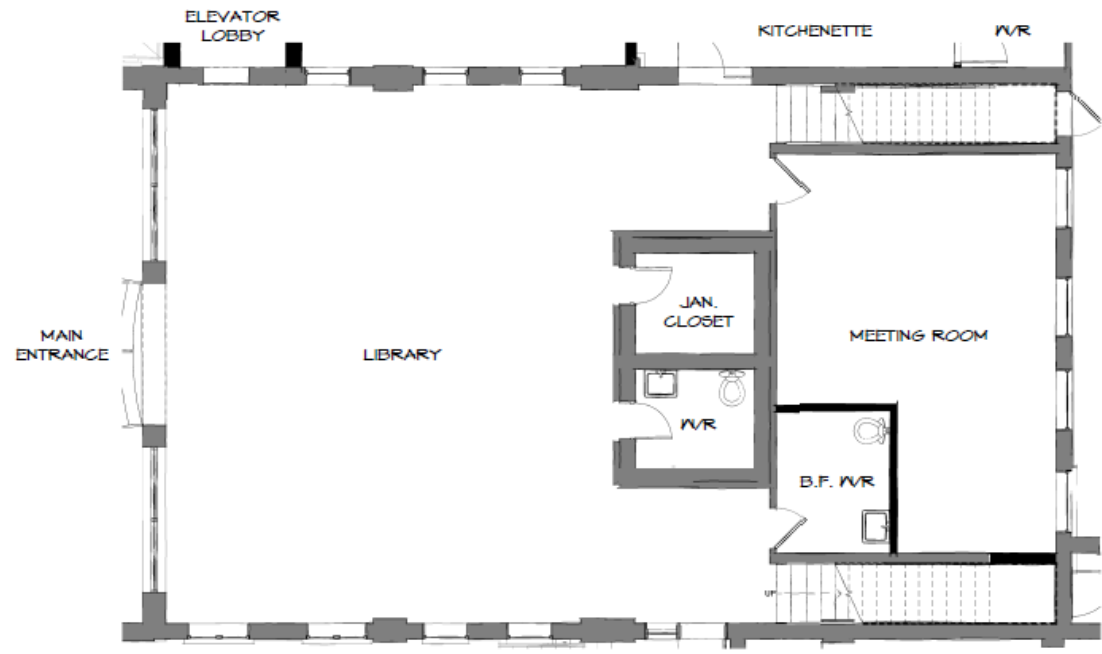 ELEVATOR
LOBBY
KITCHENETTE
W/R
JAN.
CLOSET
MEETING ROOM
MAIN
ENTRANCE
LIBRARY
W/R
B.F. W/R
UP